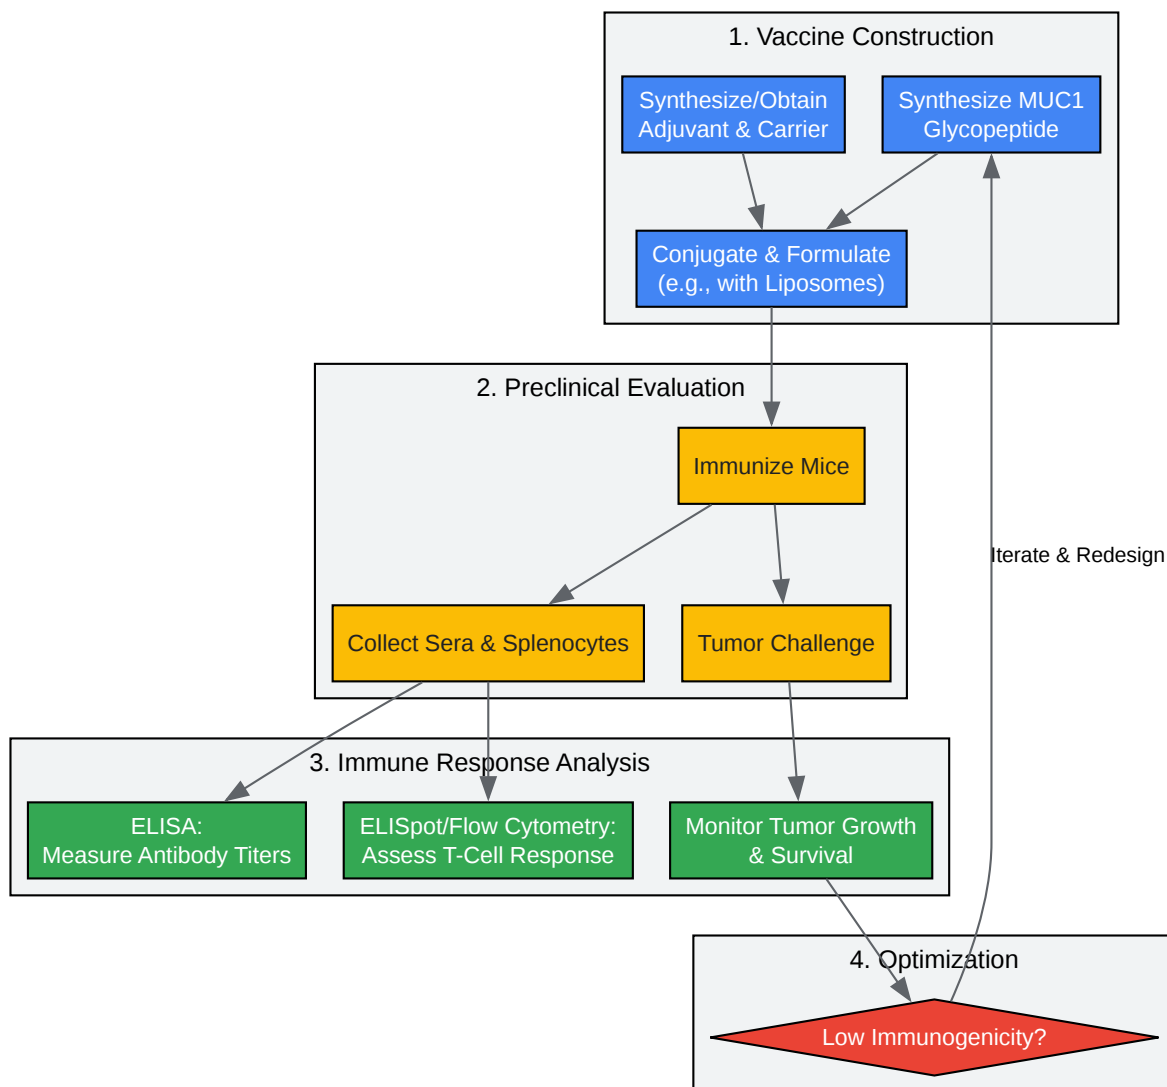 1. Vaccine Construction
Synthesize/Obtain
Adjuvant & Carrier
Synthesize MUC1
Glycopeptide
Conjugate & Formulate
(e.g., with Liposomes)
2. Preclinical Evaluation
Immunize Mice
Iterate & Redesign
Collect Sera & Splenocytes
Tumor Challenge
3. Immune Response Analysis
ELISA:
Measure Antibody Titers
ELISpot/Flow Cytometry:
Assess T-Cell Response
Monitor Tumor Growth
& Survival
4. Optimization
Low Immunogenicity?